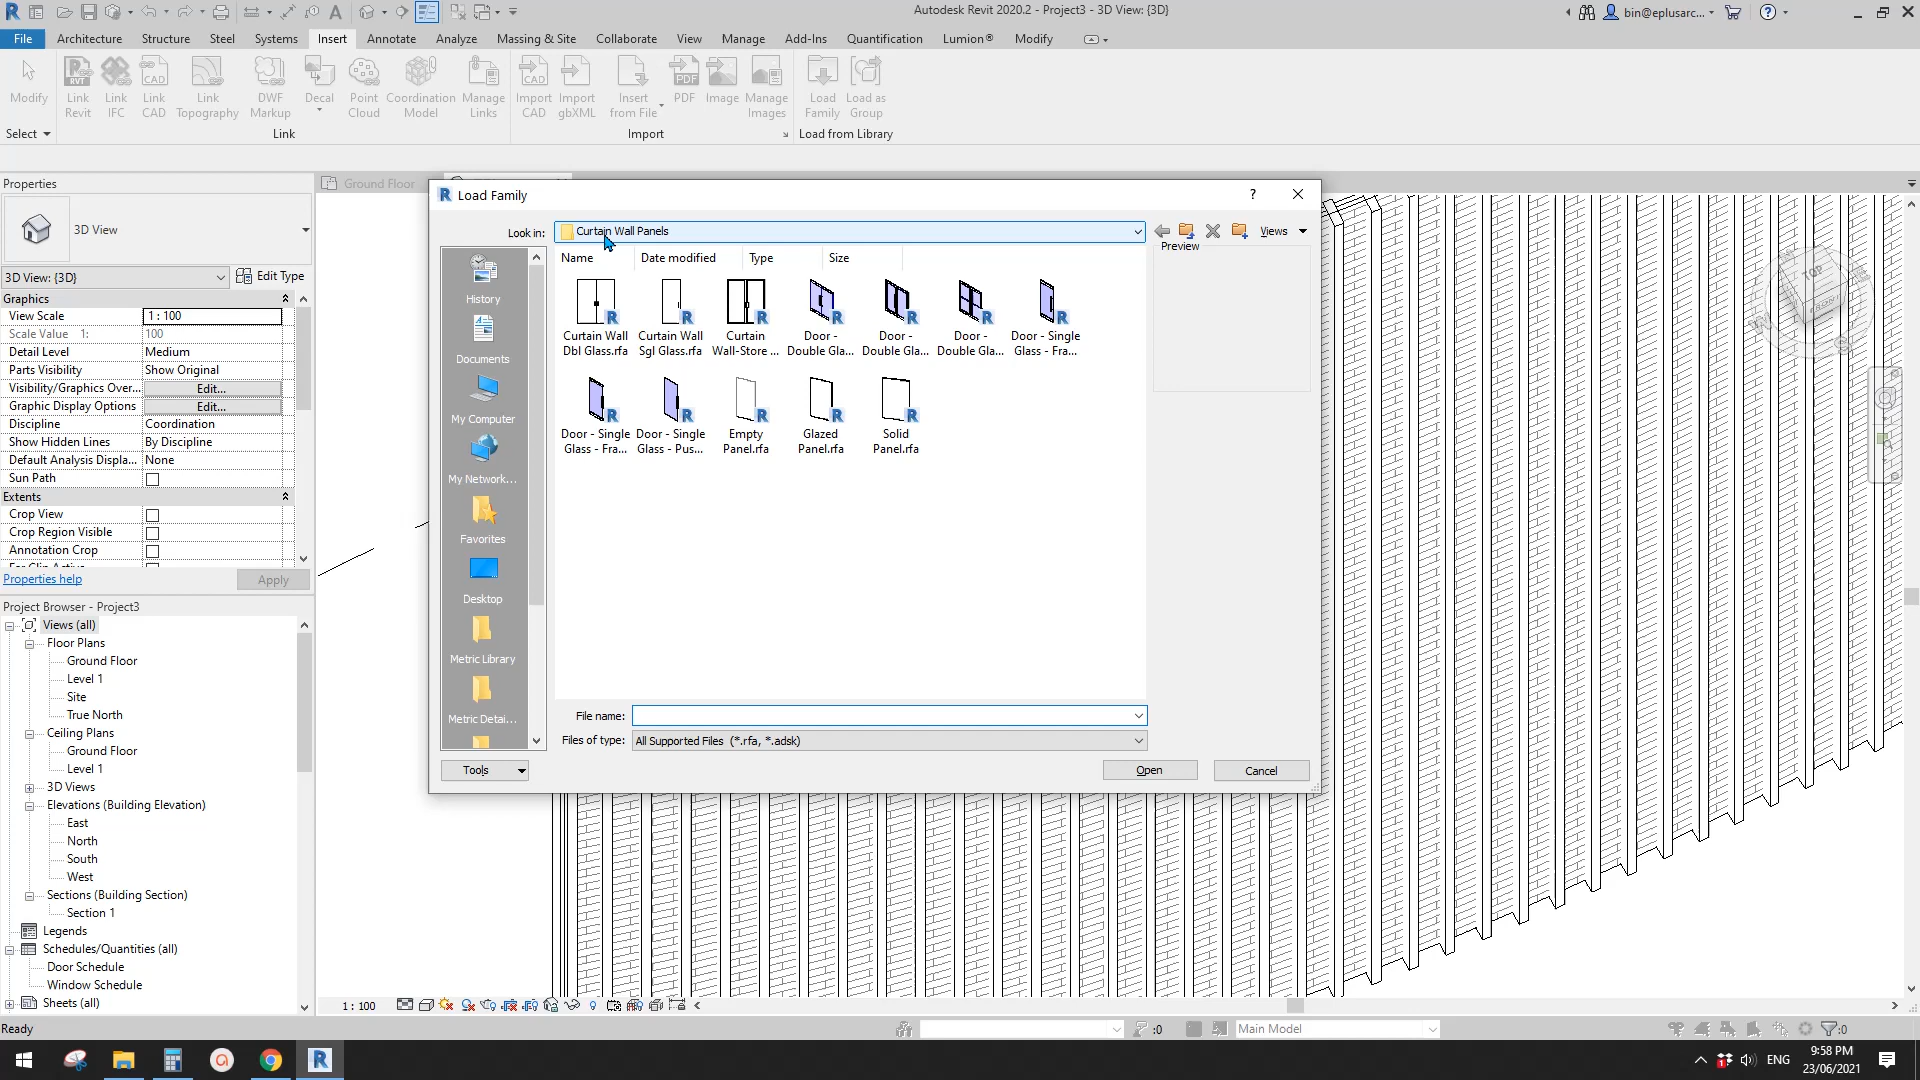 Autodesk Revit 2020.2 - Project3 - 3D View: {3D}
bin@eplusarc...
File Architecture Structure Steel Systems Insert Annotate Analyze Massing & Site Collaborate View Manage Add-Ins Quantification Lumion® Modify
Modify
Link Revit
Link IFC
Link CAD
Link Topography
DWF Markup
Decal
Point Cloud
Coordination Model
Manage Links
Import CAD
Import gbXML
Insert from File
PDF
Image
Manage Images
Load Family
Load as Group
Select
Link
Import
Load from Library
Properties
Ground Floor
3D View
3D View: {3D}
Edit Type
Graphics
View Scale 1 : 100
Scale Value 1: 100
Detail Level Medium
Parts Visibility Show Original
Visibility/Graphics Over... Edit...
Graphic Display Options Edit...
Discipline Coordination
Show Hidden Lines By Discipline
Default Analysis Displa... None
Sun Path
Extents
Crop View
Crop Region Visible
Annotation Crop
Properties help
Apply
Project Browser - Project3
Views (all)
Floor Plans
Ground Floor
Level 1
Site
True North
Ceiling Plans
Ground Floor
Level 1
3D Views
Elevations (Building Elevation)
East
North
South
West
Sections (Building Section)
Section 1
Legends
Schedules/Quantities (all)
Door Schedule
Window Schedule
Sheets (all)
Load Family
?
Look in: Curtain Wall Panels
Views
Preview
Name Date modified Type Size
History
Documents
My Computer
My Network...
Favorites
Desktop
Metric Library
Metric Detai...
Curtain Wall Dbl Glass.rfa
Curtain Wall Sgl Glass.rfa
Curtain Wall-Store ...
Door - Double Gla...
Door - Double Gla...
Door - Double Gla...
Door - Single Glass - Fra...
Door - Single Glass - Fra...
Door - Single Glass - Pus...
Empty Panel.rfa
Glazed Panel.rfa
Solid Panel.rfa
File name:
Files of type: All Supported Files (*.rfa, *.adsk)
Tools
Open
Cancel
TOP
FRONT
1 : 100
Ready
:0
Main Model
:0
ENG
9:58 PM
23/06/2021